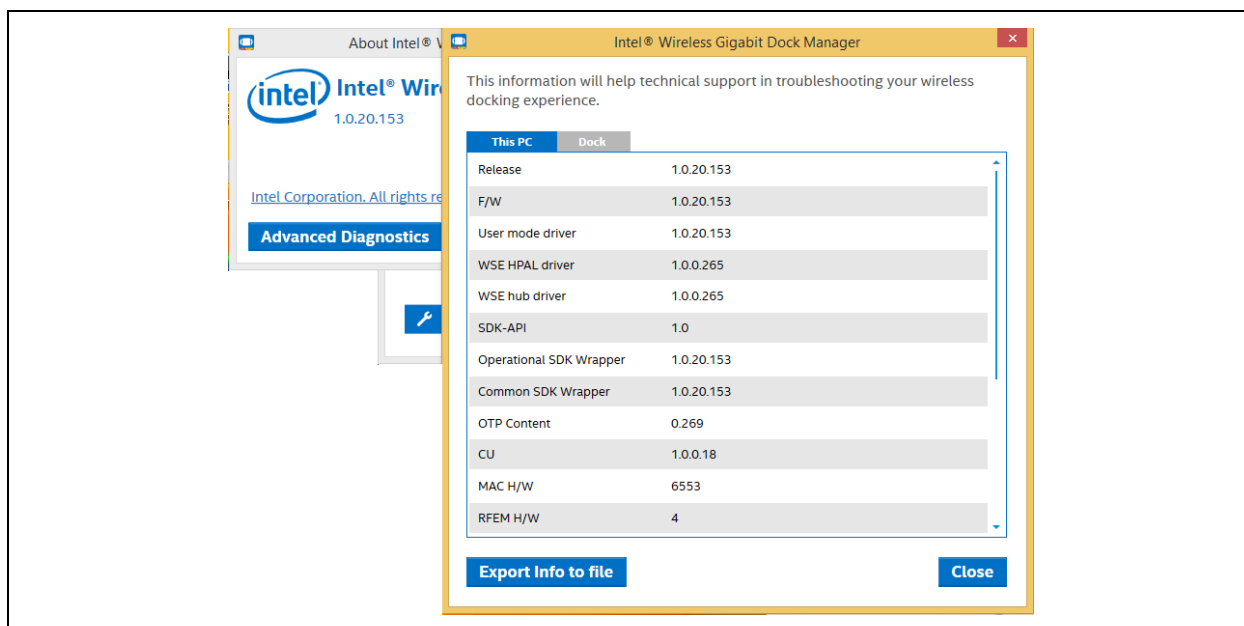 About Intel®
intel
Intel®
1.0.20.153
Intel Corporation. All rights
Advanced Diagnostics
Intel® Wireless Gigabit Dock Manager
This information will help technical support in troubleshooting your wireless
docking experience.
This PC Dock
Release 1.0.20.153
F/W 1.0.20.153
User mode driver 1.0.20.153
WSE HPAL driver 1.0.0.265
WSE hub driver 1.0.0.265
SDK-API 1.0
Operational SDK Wrapper 1.0.20.153
Common SDK Wrapper 1.0.20.153
OTP Content 0.269
CU 1.0.0.18
MAC H/W 6553
RFEM H/W 4
Export Info to file Close